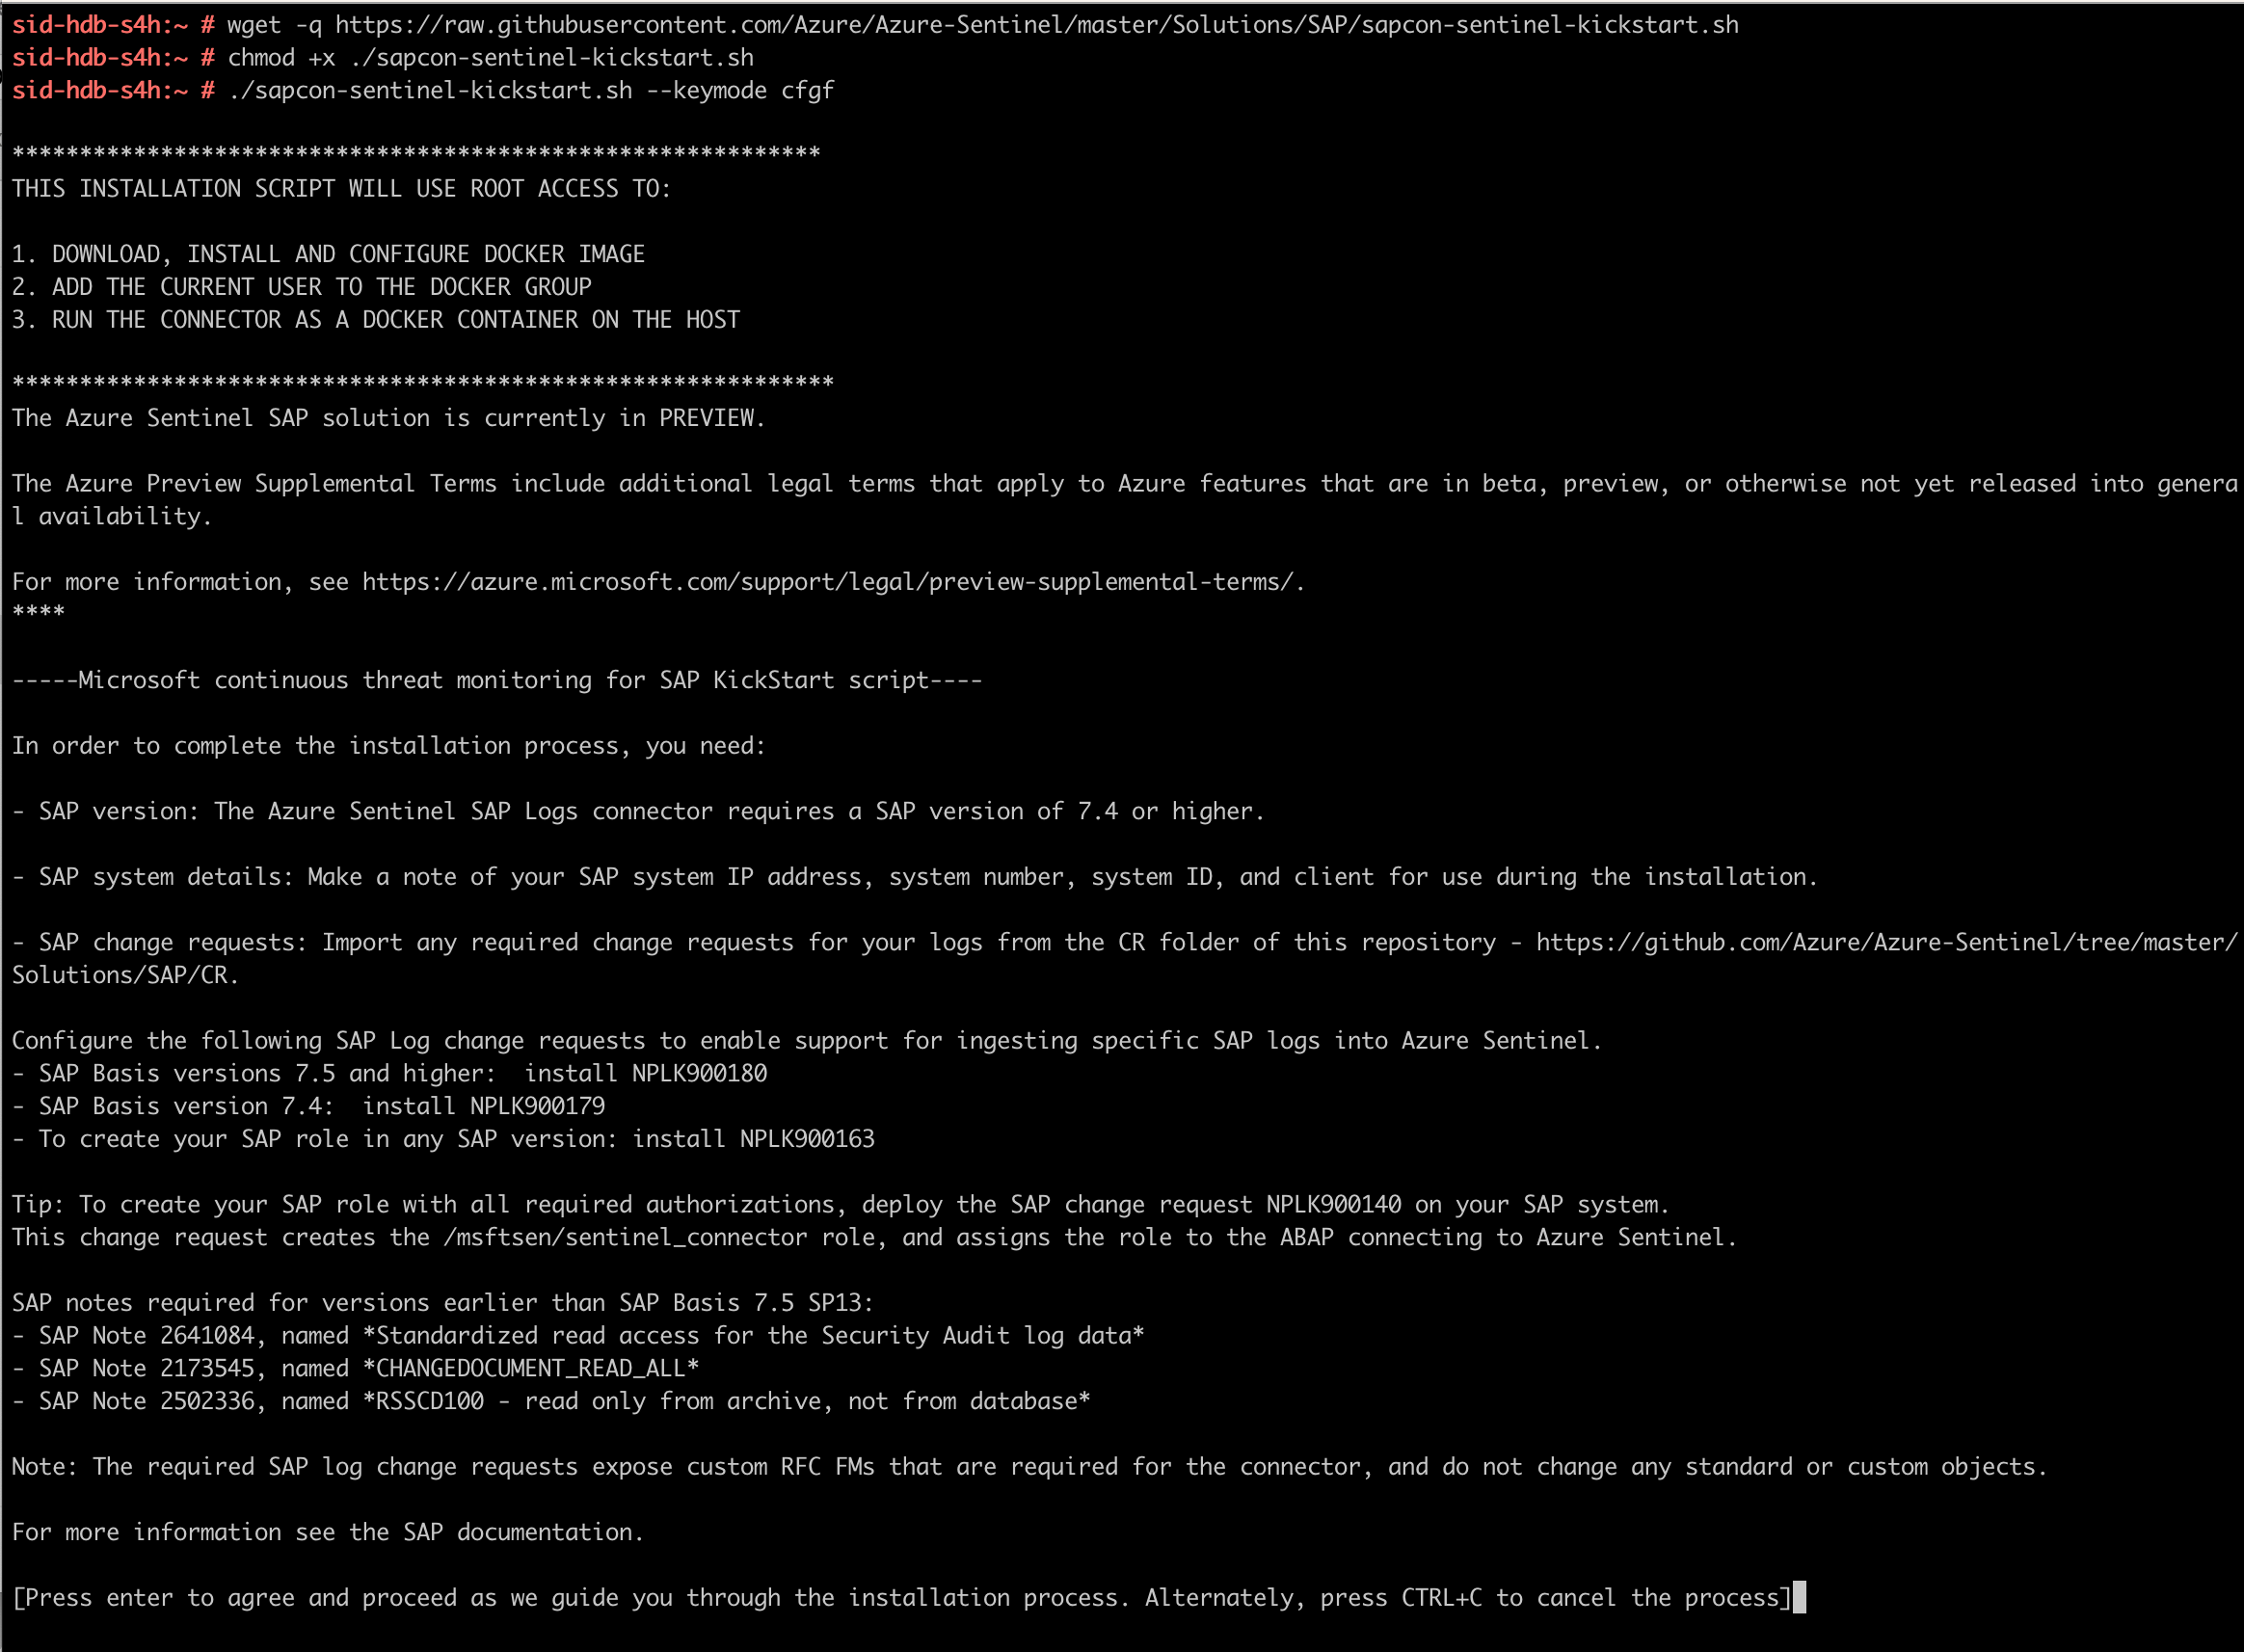 sid-hdb-s4h:~ # wget -q https://raw.githubusercontent.com/Azure/Azure-Sentinel/master/Solutions/SAP/sapcon-sentinel-kickstart.sh
sid-hdb-s4h:~ # chmod +x ./sapcon-sentinel-kickstart.sh
sid-hdb-s4h:~ # ./sapcon-sentinel-kickstart.sh --keymode cfgf
************************************************************
THIS INSTALLATION SCRIPT WILL USE ROOT ACCESS TO:
1. DOWNLOAD, INSTALL AND CONFIGURE DOCKER IMAGE
2. ADD THE CURRENT USER TO THE DOCKER GROUP
3. RUN THE CONNECTOR AS A DOCKER CONTAINER ON THE HOST
*************************************************************
The Azure Sentinel SAP solution is currently in PREVIEW.
The Azure Preview Supplemental Terms include additional legal terms that apply to Azure features that are in beta, preview, or otherwise not yet released into genera
l availability.
For more information, see https://azure.microsoft.com/support/legal/preview-supplemental-terms/.
****
-----Microsoft continuous threat monitoring for SAP KickStart script----
In order to complete the installation process, you need:
- SAP version: The Azure Sentinel SAP Logs connector requires a SAP version of 7.4 or higher.
- SAP system details: Make a note of your SAP system IP address, system number, system ID, and client for use during the installation.
- SAP change requests: Import any required change requests for your logs from the CR folder of this repository - https://github.com/Azure/Azure-Sentinel/tree/master/
Solutions/SAP/CR.
Configure the following SAP Log change requests to enable support for ingesting specific SAP logs into Azure Sentinel.
- SAP Basis versions 7.5 and higher:  install NPLK900180
- SAP Basis version 7.4:  install NPLK900179
- To create your SAP role in any SAP version: install NPLK900163
Tip: To create your SAP role with all required authorizations, deploy the SAP change request NPLK900140 on your SAP system.
This change request creates the /msftsen/sentinel_connector role, and assigns the role to the ABAP connecting to Azure Sentinel.
SAP notes required for versions earlier than SAP Basis 7.5 SP13:
- SAP Note 2641084, named *Standardized read access for the Security Audit log data*
- SAP Note 2173545, named *CHANGEDOCUMENT_READ_ALL*
- SAP Note 2502336, named *RSSCD100 - read only from archive, not from database*
Note: The required SAP log change requests expose custom RFC FMs that are required for the connector, and do not change any standard or custom objects.
For more information see the SAP documentation.
[Press enter to agree and proceed as we guide you through the installation process. Alternately, press CTRL+C to cancel the process]